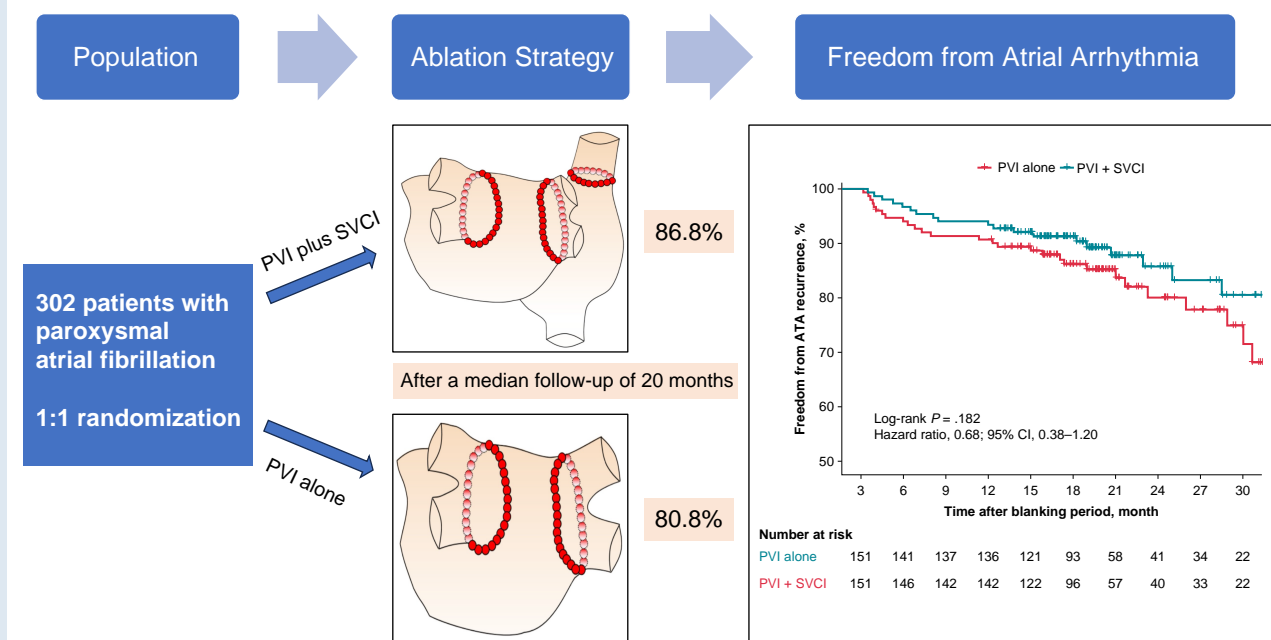 Population
Ablation Strategy
Freedom from Atrial Arrhythmia
302 patients with
paroxysmal
atrial fibrillation
1:1 randomization
PVI plus SVCI
PVI alone
86.8%
After a median follow-up of 20 months
80.8%
PVI alone PVI + SVCI
Freedom from ATA recurrence, %
100
90
80
70
60
50
Log-rank P = .182
Hazard ratio, 0.68; 95% CI, 0.38–1.20
3 6 9 12 15 18 21 24 27 30
Time after blanking period, month
Number at risk
PVI alone 151 141 137 136 121 93 58 41 34 22
PVI + SVCI 151 146 142 142 122 96 57 40 33 22